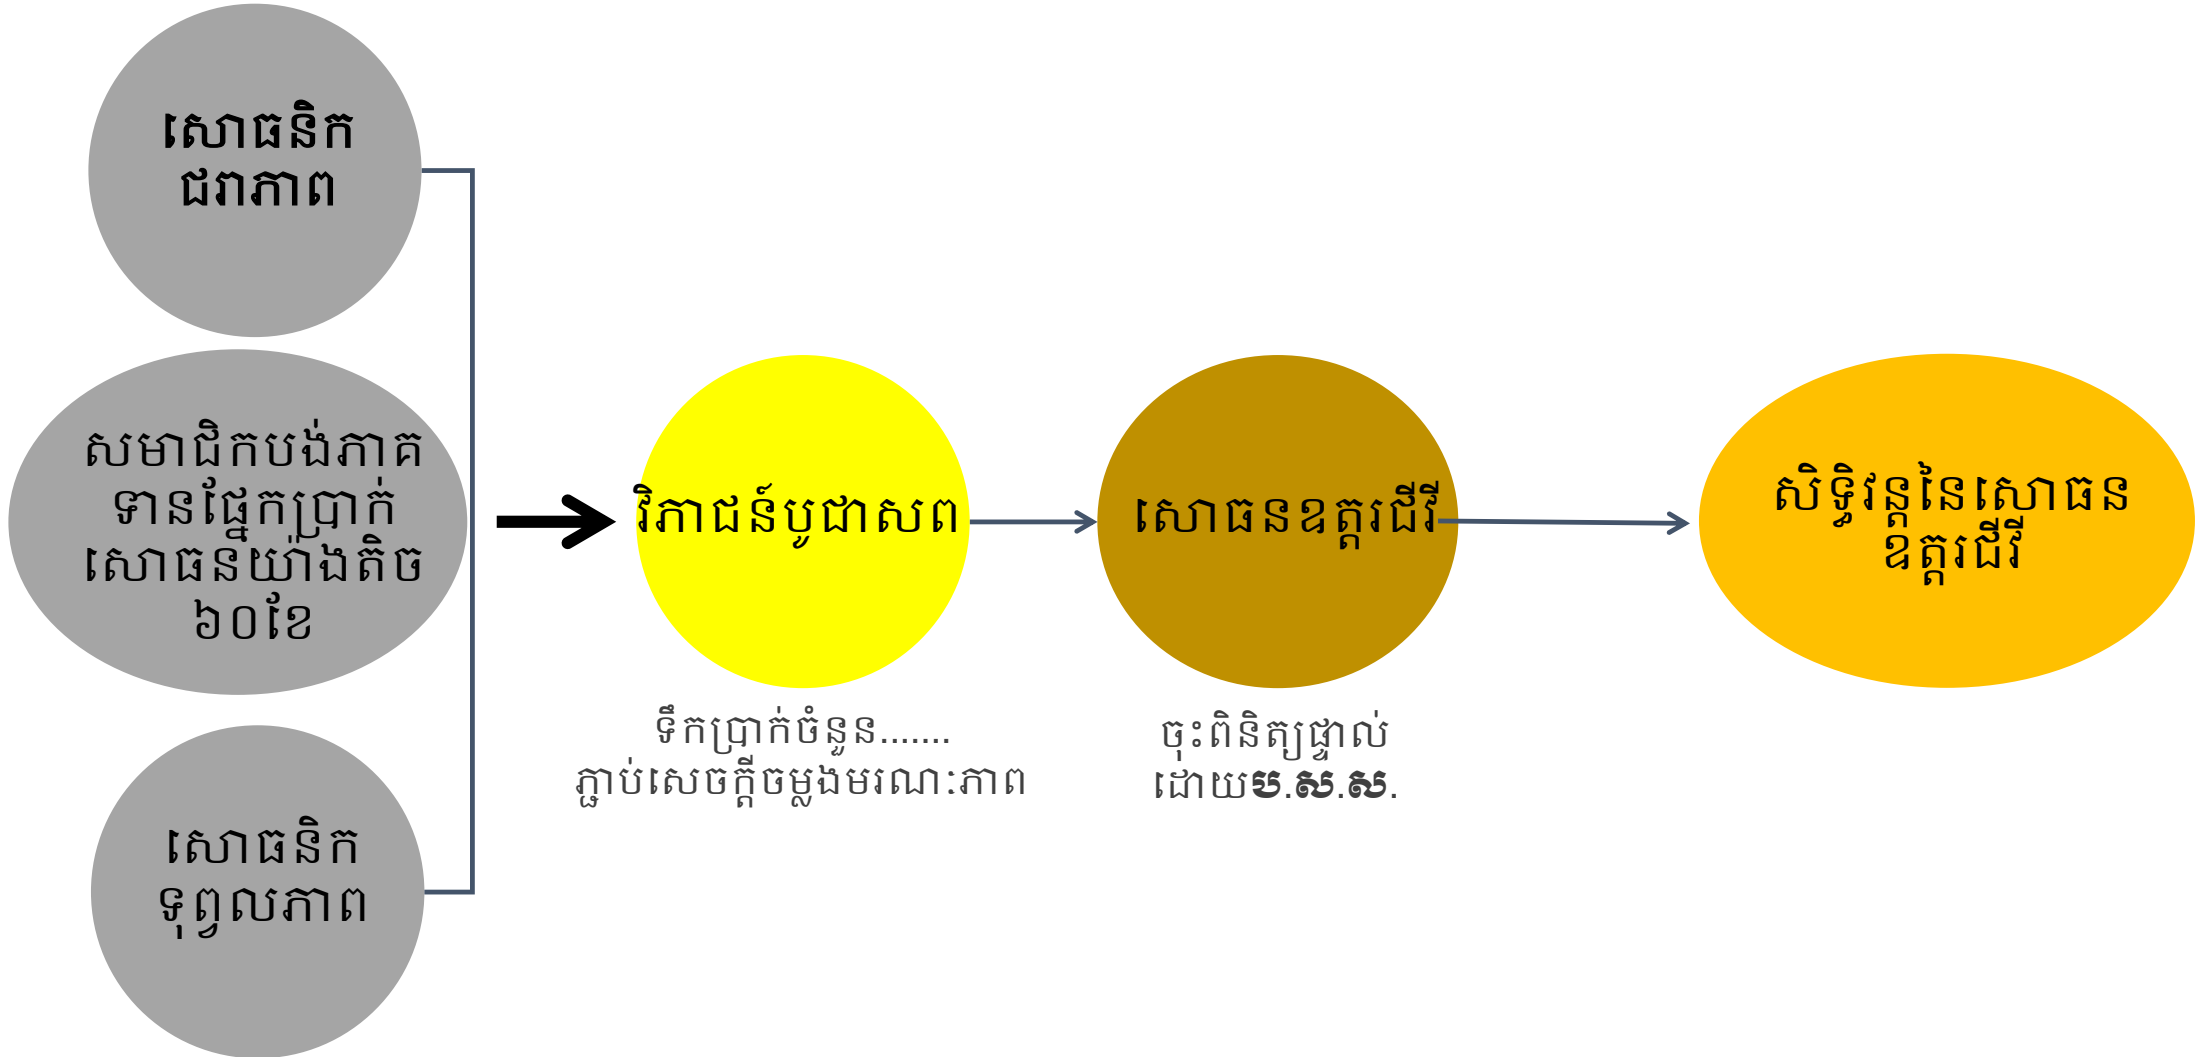 សោធនិក
ជរាភាព
សមាជិកបង់ភាគ
ទានផ្នែកប្រាក់
សោធនយ៉ាងតិច
៦០ខែ
សោធនិក
ទុព្វលភាព
វិភាជន៍បូជាសព
ទឹកប្រាក់ចំនួន.......
ភ្ជាប់សេចក្តីចម្លងមរណៈភាព
សោធនឧត្តរជីវី
ចុះពិនិត្យផ្ទាល់
ដោយប.ស.ស.
សិទ្ធិវន្តនៃសោធន
ឧត្តរជីវី